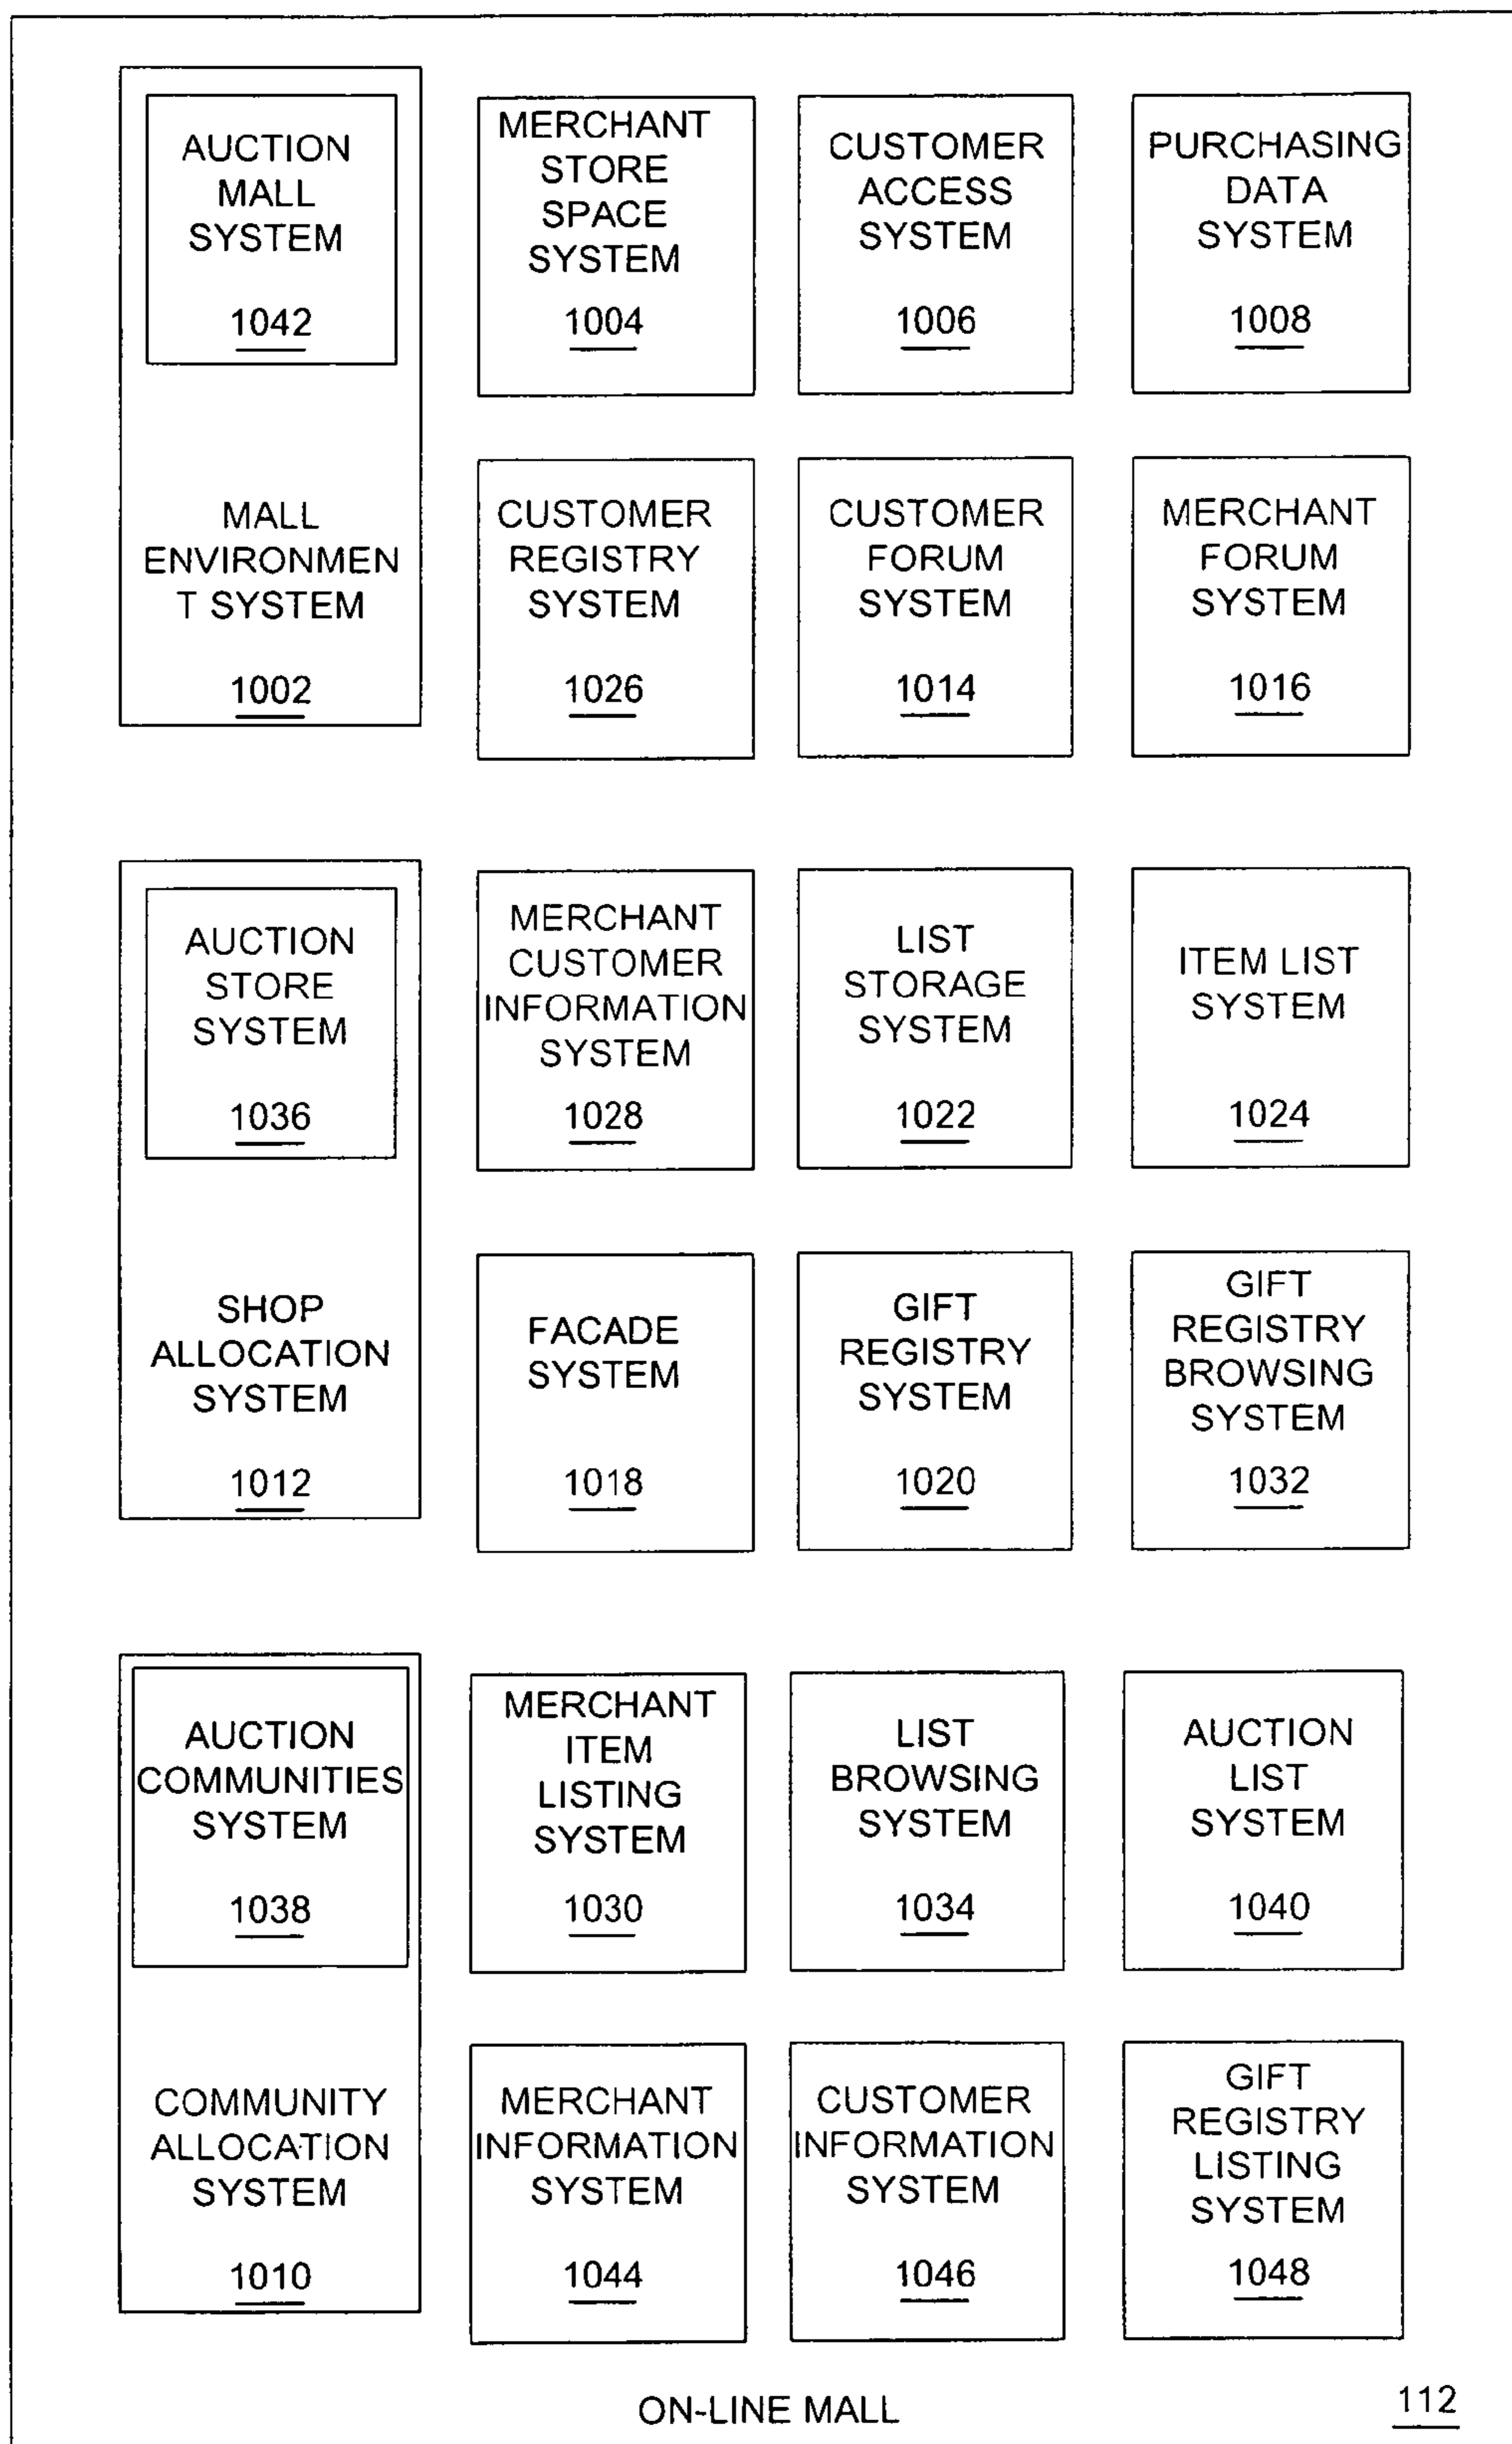 AUCTION
MALL
SYSTEM
1042
MALL
ENVIRONMEN
T SYSTEM
1002
MERCHANT
STORE
SPACE
SYSTEM
1004
CUSTOMER
ACCESS
SYSTEM
1006
PURCHASING
DATA
SYSTEM
1008
CUSTOMER
REGISTRY
SYSTEM
1026
CUSTOMER
FORUM
SYSTEM
1014
MERCHANT
FORUM
SYSTEM
1016
AUCTION
STORE
SYSTEM
1036
SHOP
ALLOCATION
SYSTEM
1012
MERCHANT
CUSTOMER
INFORMATION
SYSTEM
1028
LIST
STORAGE
SYSTEM
1022
ITEM LIST
SYSTEM
1024
FACADE
SYSTEM
1018
GIFT
REGISTRY
SYSTEM
1020
GIFT
REGISTRY
BROWSING
SYSTEM
1032
AUCTION
COMMUNITIES
SYSTEM
1038
COMMUNITY
ALLOCATION
SYSTEM
1010
MERCHANT
ITEM
LISTING
SYSTEM
1030
LIST
BROWSING
SYSTEM
1034
AUCTION
LIST
SYSTEM
1040
MERCHANT
INFORMATION
SYSTEM
1044
CUSTOMER
INFORMATION
SYSTEM
1046
GIFT
REGISTRY
LISTING
SYSTEM
1048
ON-LINE MALL
112